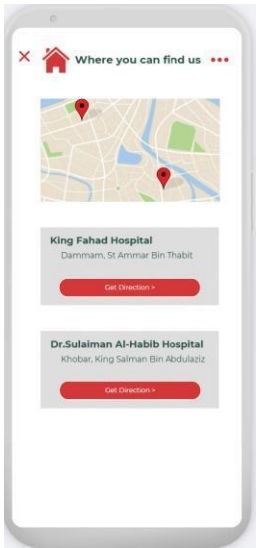 Where you can find us
King Fahad Hospital
Dammam, St Ammar Bin Thabit
Get Direction >
Dr.Sulaiman Al-Habib Hospital
Khobar, King Salman Bin Abdulaziz
Get Direction >